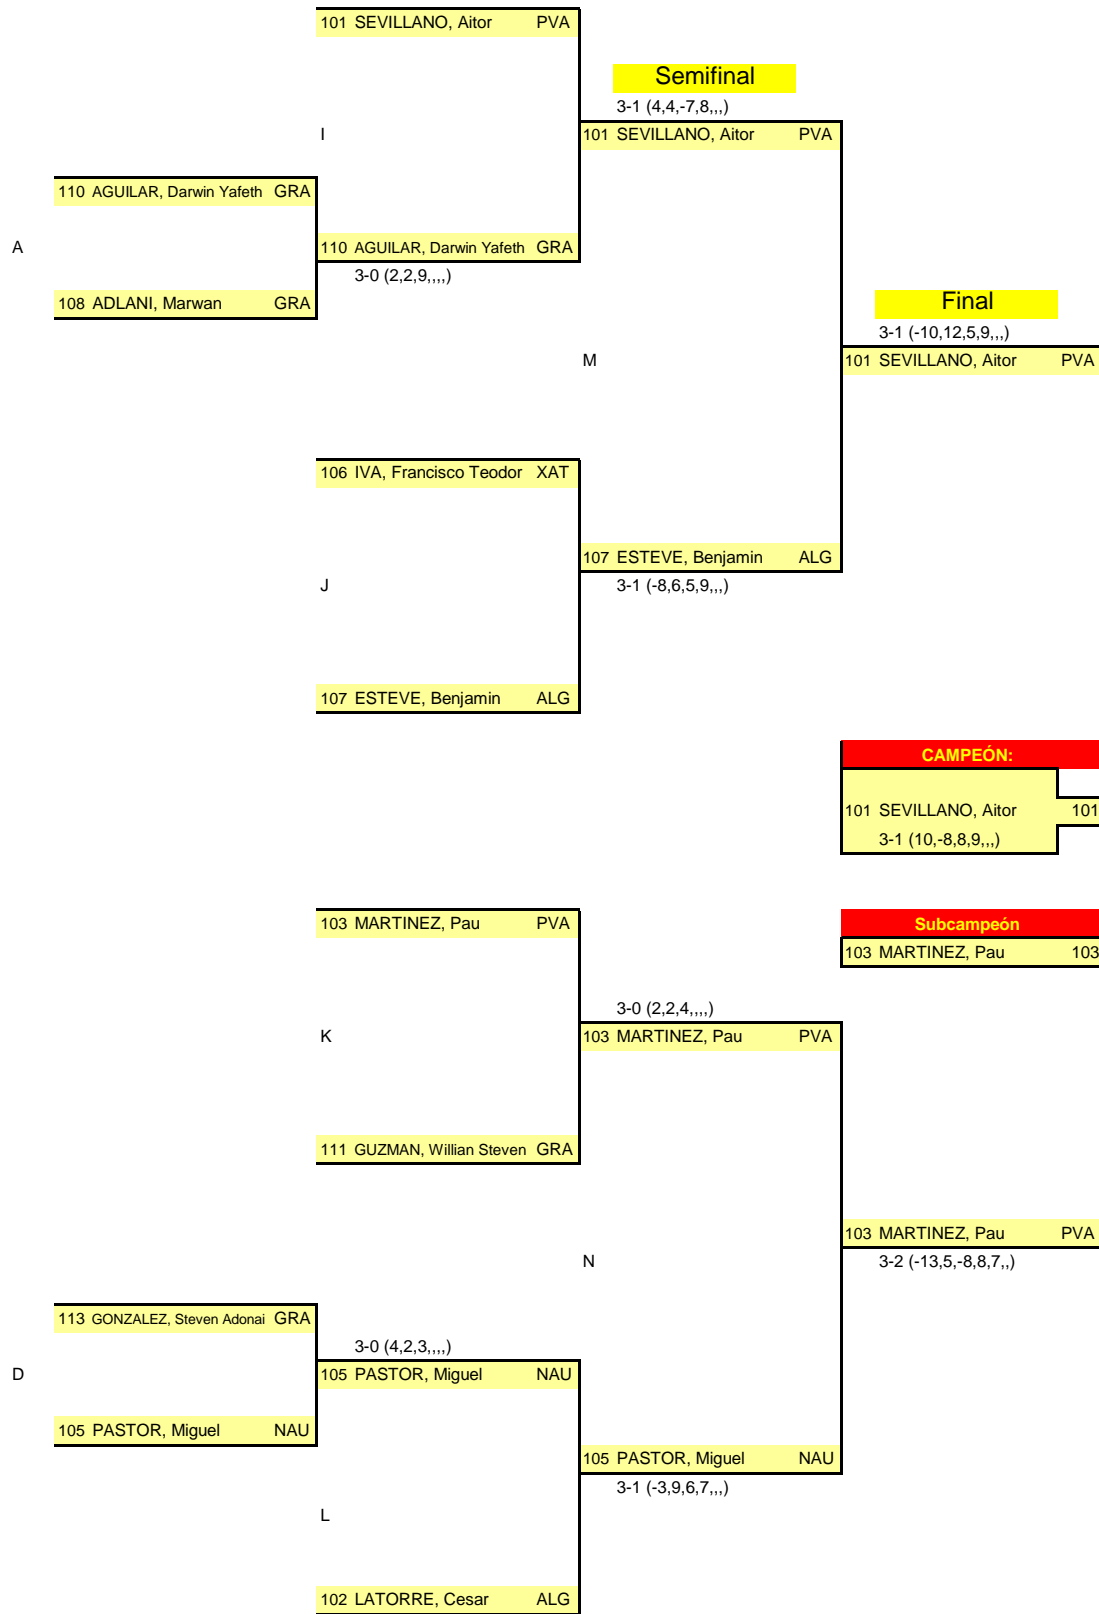 101 SEVILLANO, Aitor PVA
Semifinal
3-1 (4,4,-7,8,,,)
I
101 SEVILLANO, Aitor PVA
110 AGUILAR, Darwin Yafeth GRA
A
110 AGUILAR, Darwin Yafeth GRA
3-0 (2,2,9,,,,)
108 ADLANI, Marwan GRA
Final
3-1 (-10,12,5,9,,,)
M
101 SEVILLANO, Aitor PVA
106 IVA, Francisco Teodor XAT
107 ESTEVE, Benjamin ALG
J
3-1 (-8,6,5,9,,,)
107 ESTEVE, Benjamin ALG
CAMPEÓN:
101 SEVILLANO, Aitor 101
3-1 (10,-8,8,9,,,)
103 MARTINEZ, Pau PVA
Subcampeón
103 MARTINEZ, Pau 103
3-0 (2,2,4,,,,)
K
103 MARTINEZ, Pau PVA
111 GUZMAN, Willian Steven GRA
103 MARTINEZ, Pau PVA
N
3-2 (-13,5,-8,8,7,,)
113 GONZALEZ, Steven Adonai GRA
3-0 (4,2,3,,,,)
D
105 PASTOR, Miguel NAU
105 PASTOR, Miguel NAU
105 PASTOR, Miguel NAU
3-1 (-3,9,6,7,,,)
L
102 LATORRE, Cesar ALG